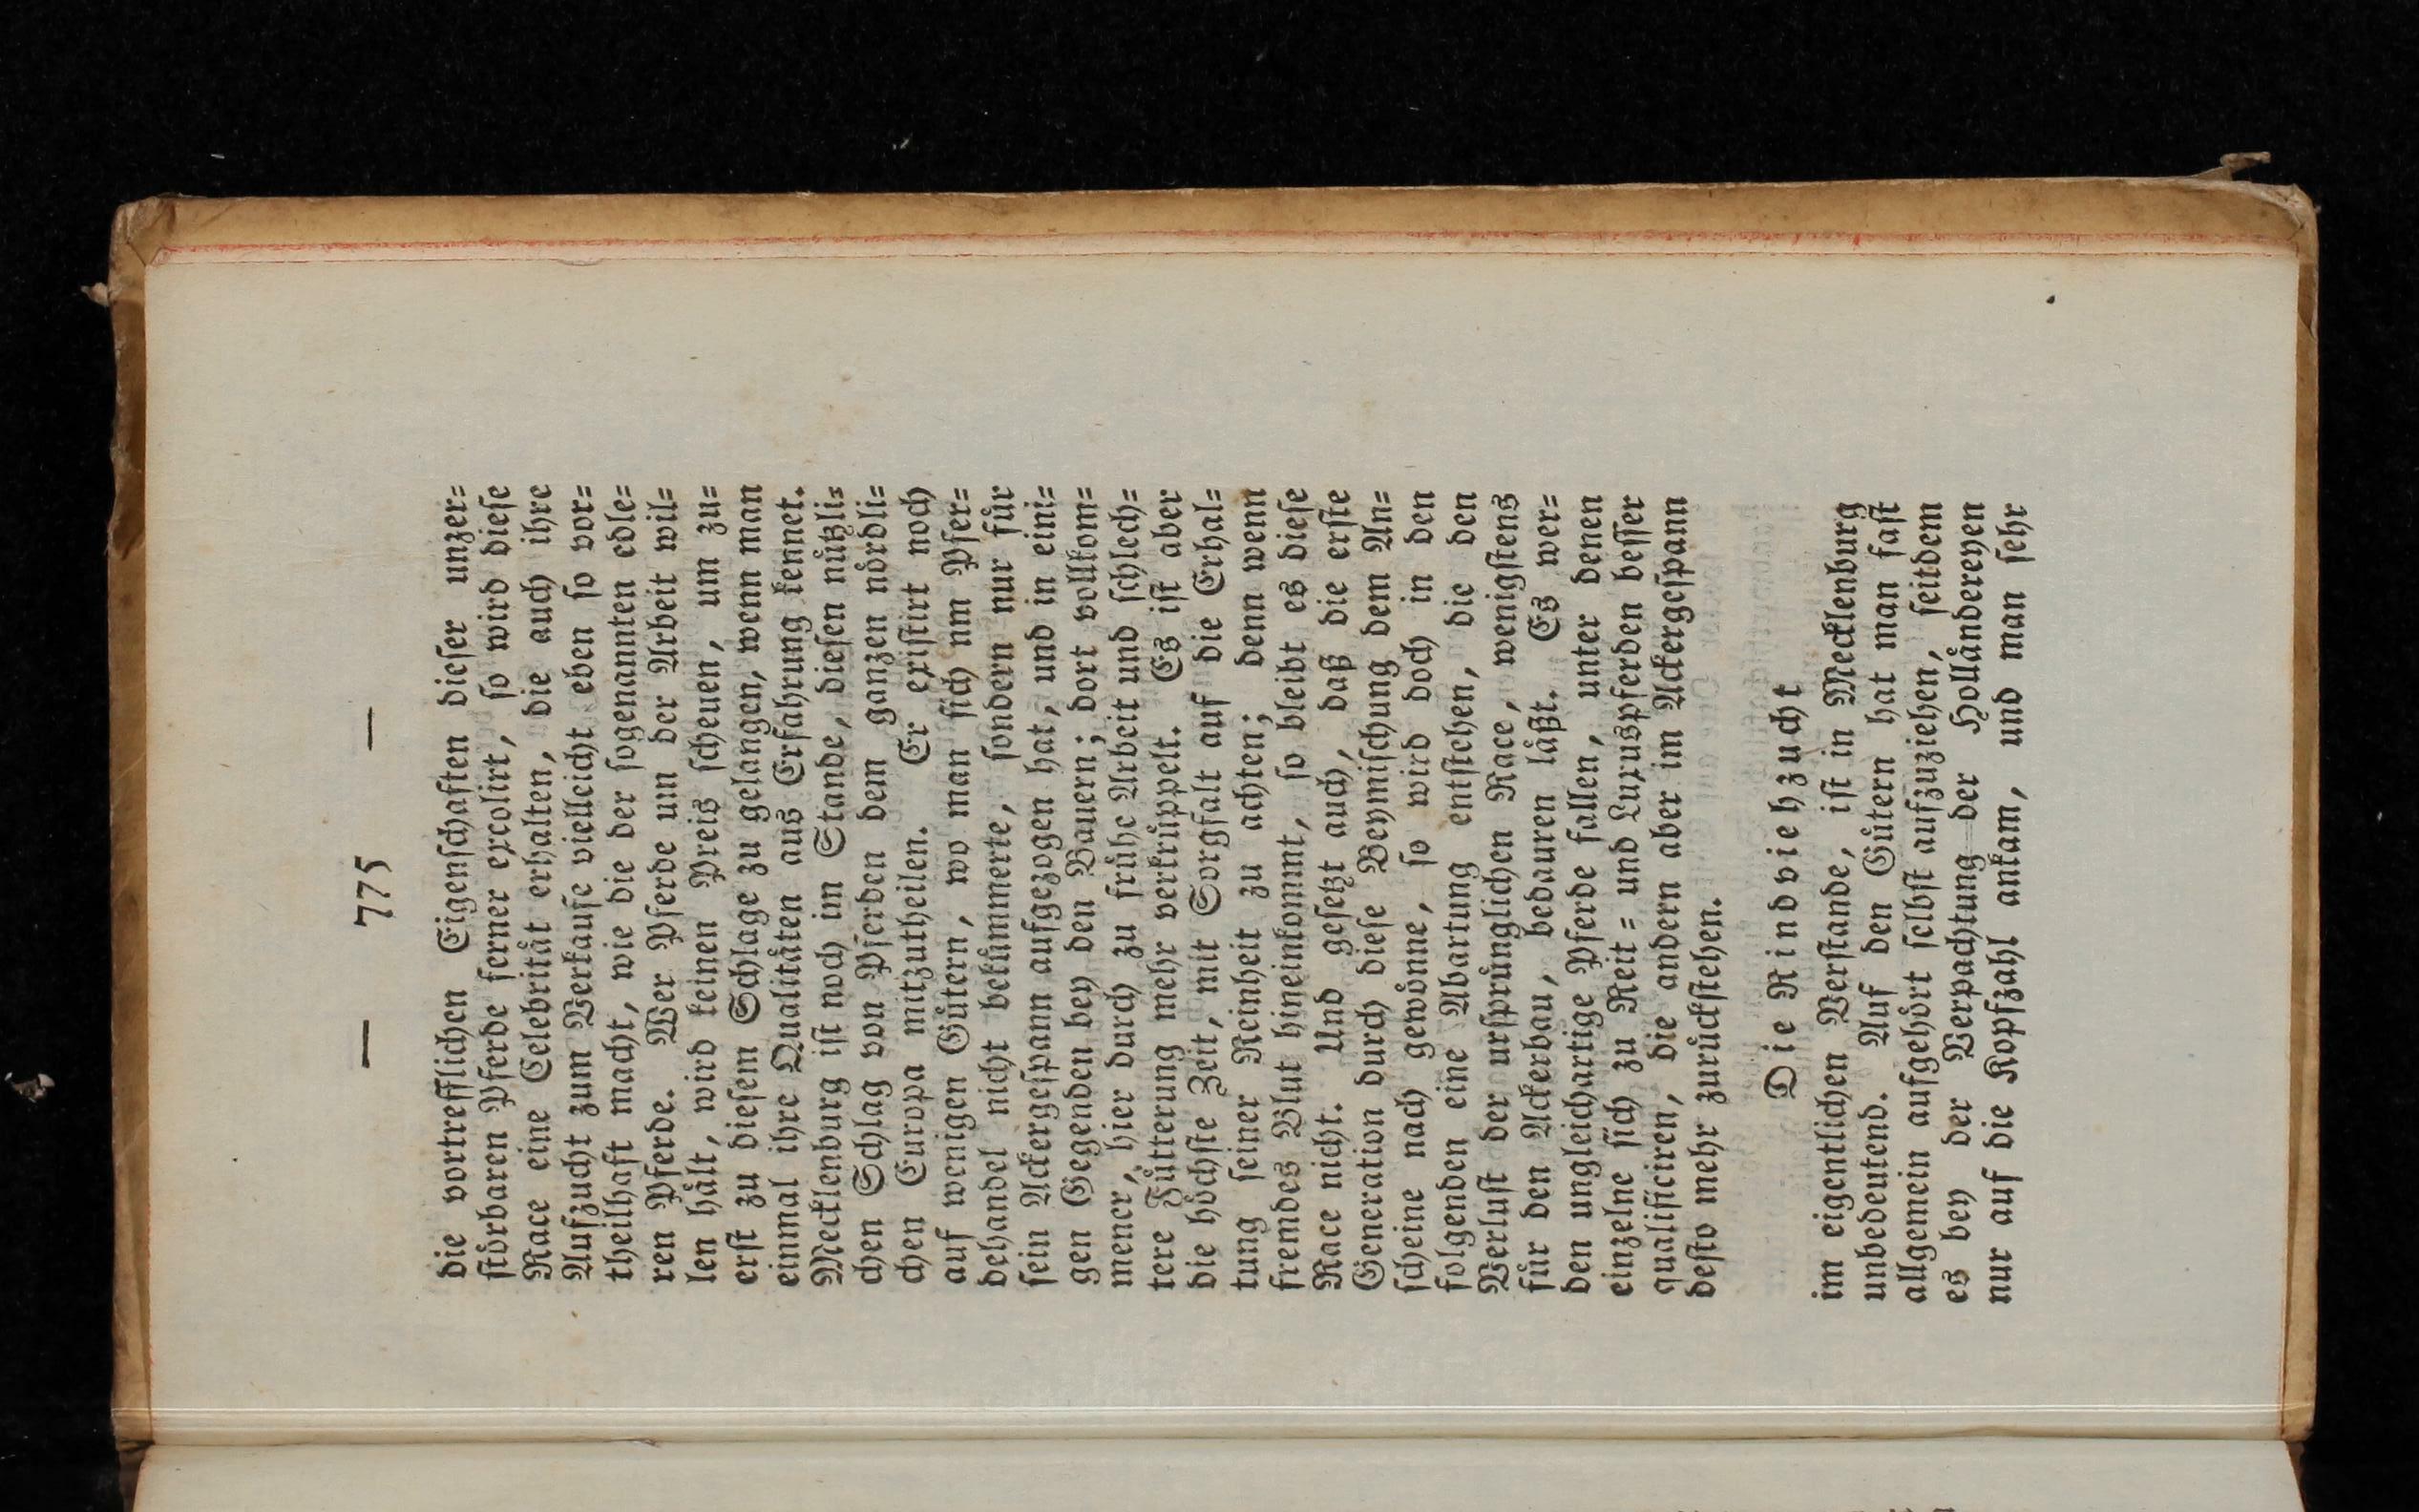 — 775 —
die vortrefflichen Eigenschaften dieser unzer=
störbaren Pferde ferner excolirt, so wird diese
Race eine Celebrität erhalten, die auch ihre
Aufzucht zum Verkaufe vielleicht eben so vor=
theilhaft macht, wie die der sogenannten edle=
ren Pferde. Wer Pferde um der Arbeit wil=
len hält, wird keinen Preis scheuen, um zu=
erst zu diesem Schlage zu gelangen, wenn man
einmal ihre Qualitäten aus Erfahrung kennet.
Mecklenburg ist noch im Stande, diesen nützli=
chen Schlag von Pferden dem ganzen nördli=
chen Europa mitzutheilen. Er existirt noch
auf wenigen Gütern, wo man sich nm Pfer=
dehandel nicht bekümmerte, sondern nur für
sein Ackergespann aufgezogen hat, und in eini=
gen Gegenden bey den Bauern; dort vollkom=
mener, hier durch zu frühe Arbeit und schlech=
tere Fütterung mehr verkrüppelt. Es ist aber
die höchste Zeit, mit Sorgfalt auf die Erhal=
tung seiner Reinheit zu achten; denn wenn
fremdes Blut hineinkommt, so bleibt es diese
Race nicht. Und gesetzt auch, daß die erste
Generation durch diese Beymischung dem An=
scheine nach gewönne, so wird doch in den
folgenden eine Abartung entstehen, die den
Verlust der ursprünglichen Race, wenigstens
für den Ackerbau, bedauren läßt. Es wer=
den ungleichartige Pferde fallen, unter denen
einzelne sich zu Reit= und Luxuspferden besser
qualificiren, die andern aber im Ackergespann
desto mehr zurückstehen.
Die Rindviehzucht
im eigentlichen Verstande, ist in Mecklenburg
unbedeutend. Auf den Gütern hat man fast
allgemein aufgehört selbst aufzuziehen, seitdem
es bey der Verpachtung der Holländereyen
nur auf die Kopfzahl ankam, und man sehr